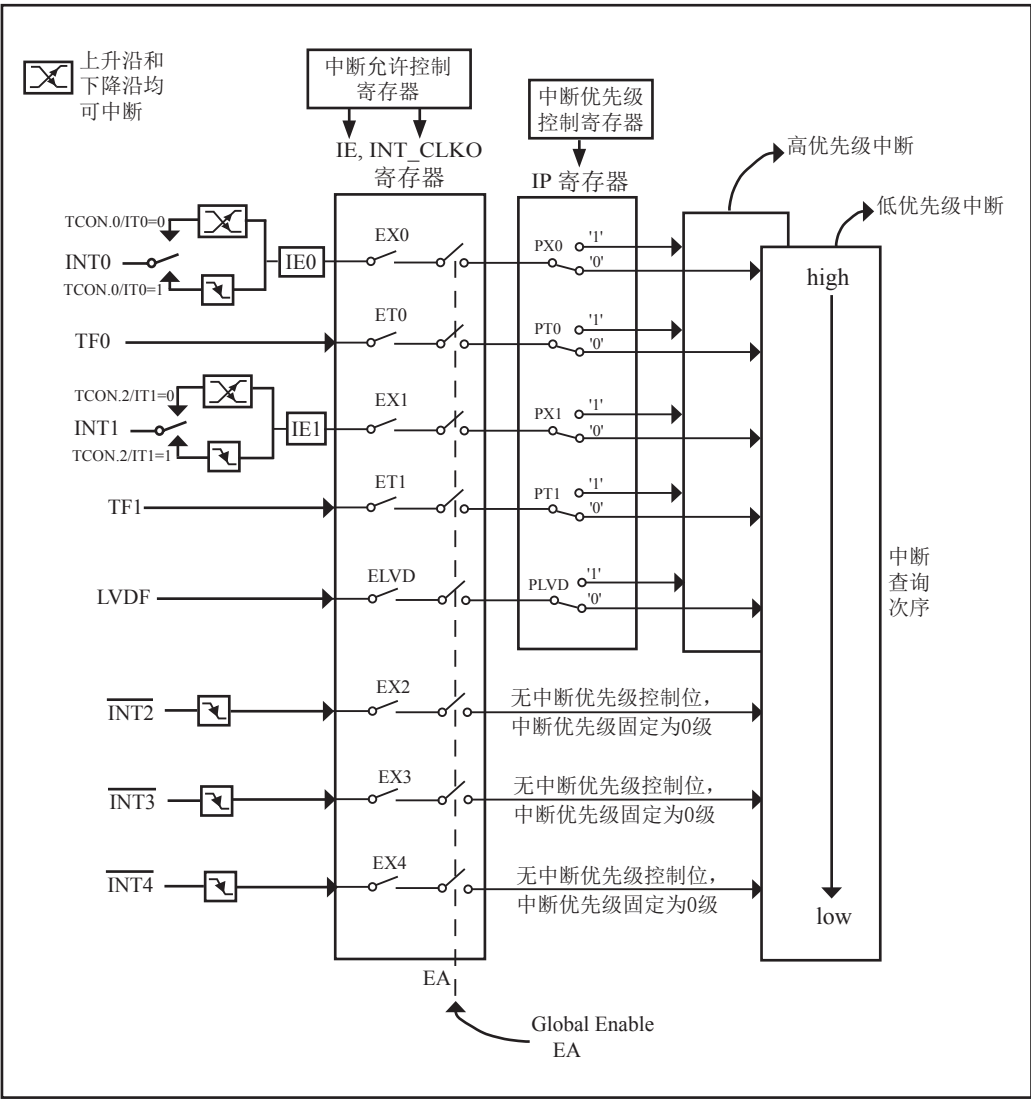 上升沿和
下降沿均
可中断
中断允许控制
寄存器
IE, INT_CLKO
寄存器
中断优先级
控制寄存器
IP 寄存器
高优先级中断
低优先级中断
TCON.0/IT0=0
INT0
TCON.0/IT0=1
IE0
EX0
PX0
'1'
'0'
high
TF0
ET0
PT0
'1'
'0'
TCON.2/IT1=0
INT1
TCON.2/IT1=1
IE1
EX1
PX1
'1'
'0'
TF1
ET1
PT1
'1'
'0'
LVDF
ELVD
PLVD
'1'
'0'
中断
查询
次序
INT2
EX2
无中断优先级控制位，
中断优先级固定为0级
INT3
EX3
无中断优先级控制位，
中断优先级固定为0级
INT4
EX4
无中断优先级控制位，
中断优先级固定为0级
low
EA
Global Enable
EA